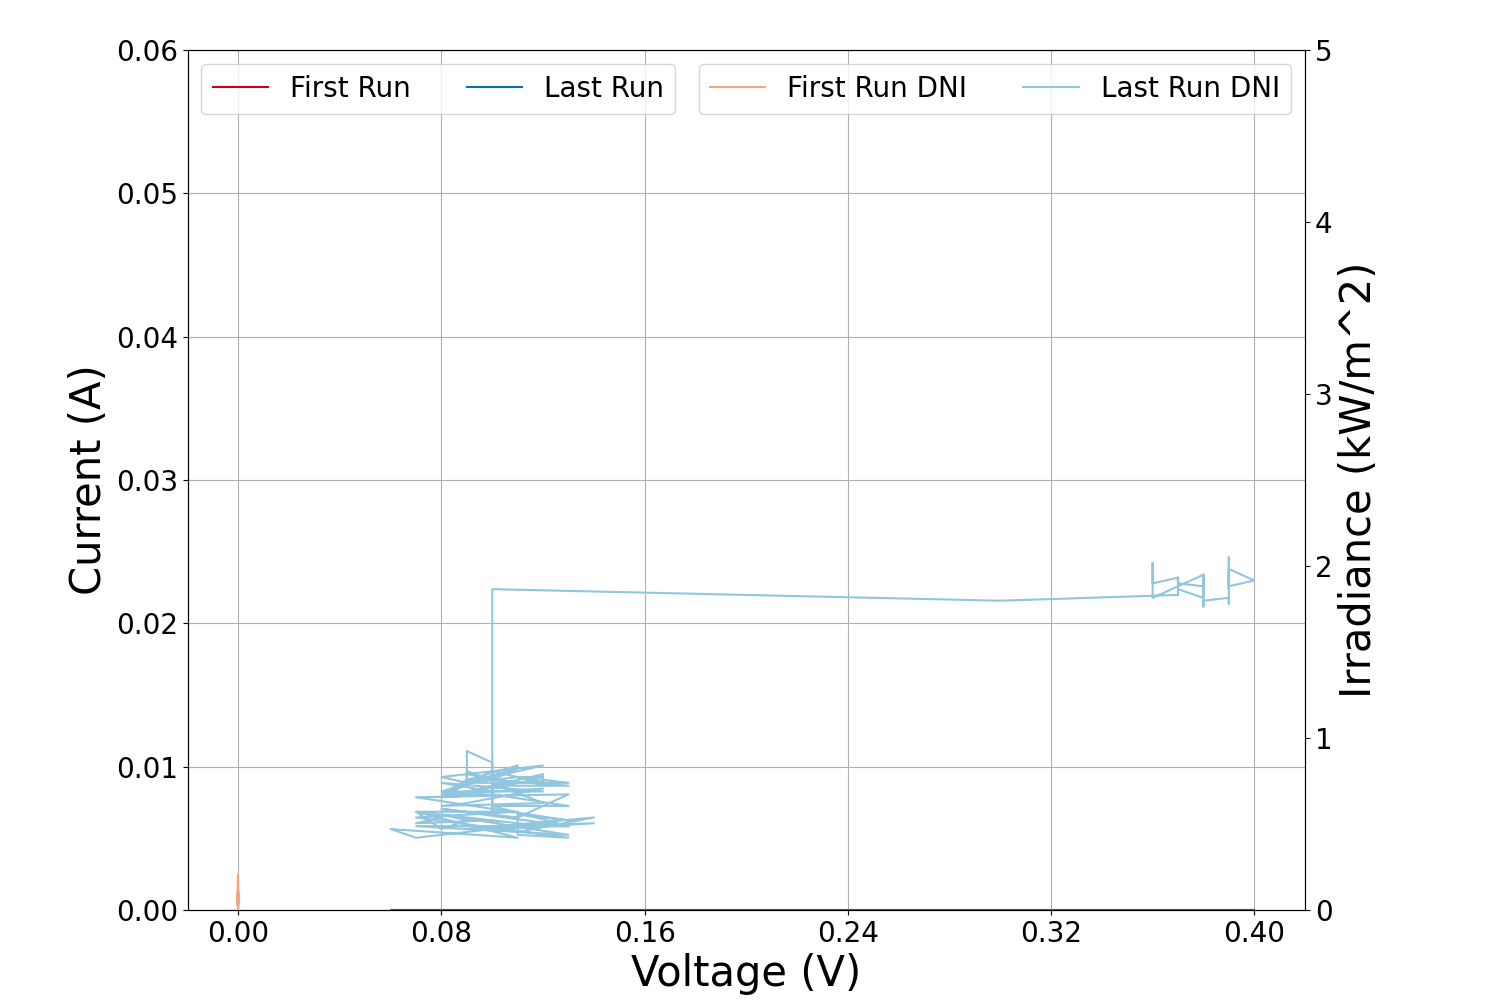 First Run
Last Run
First Run DNI
Last Run DNI
Current (A)
0.06
0.05
0.04
0.03
0.02
0.01
0.00
5
4
3
2
1
0
Irradiance (kW/m^2)
0.00 0.08 0.16 0.24 0.32 0.40
Voltage (V)